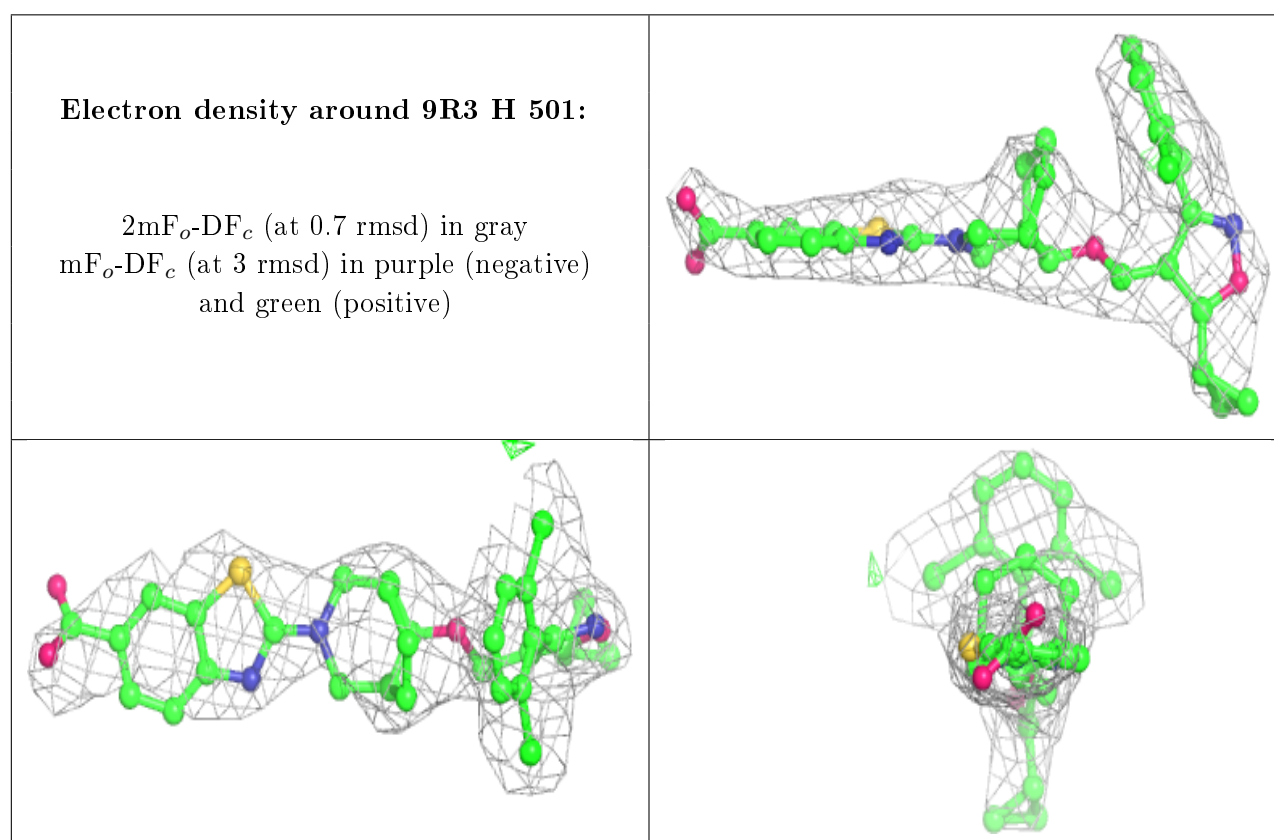 Electron density around 9R3 H 501:
2mFo-DFc (at 0.7 rmsd) in gray
mFo-DFc (at 3 rmsd) in purple (negative)
and green (positive)